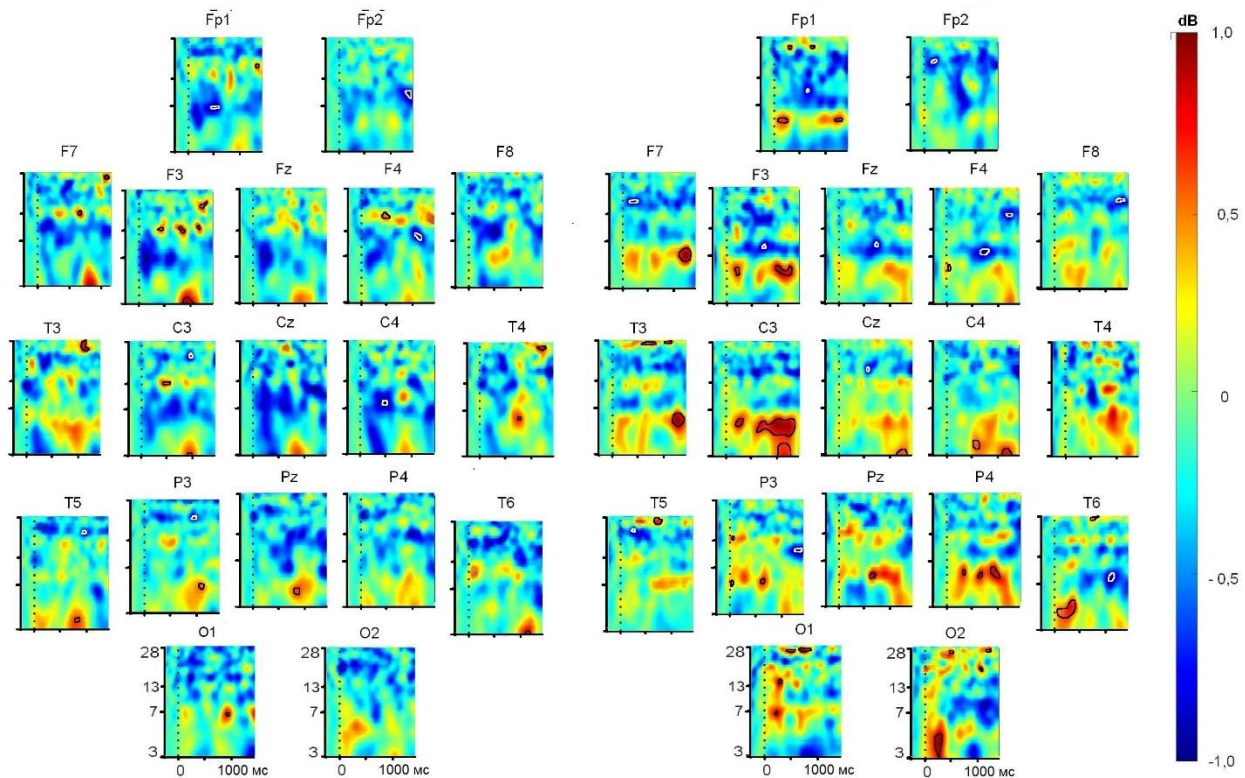 Fp1 Fp2 Fp1 Fp2 dB 1,0
F7 F3 Fz F4 F8 F7 F3 Fz F4 F8
0,5
T3 C3 Cz C4 T4 T3 C3 Cz C4 T4
0
T5 P3 Pz P4 T6 T5 P3 Pz P4 T6
-0,5
O1 O2 O1 O2
28 28 28 28
13 13 13 13
7 7 7 7
3 3 3 3
-1,0
0 1000 мс 0 1000 мс 0 1000 мс 0 1000 мс